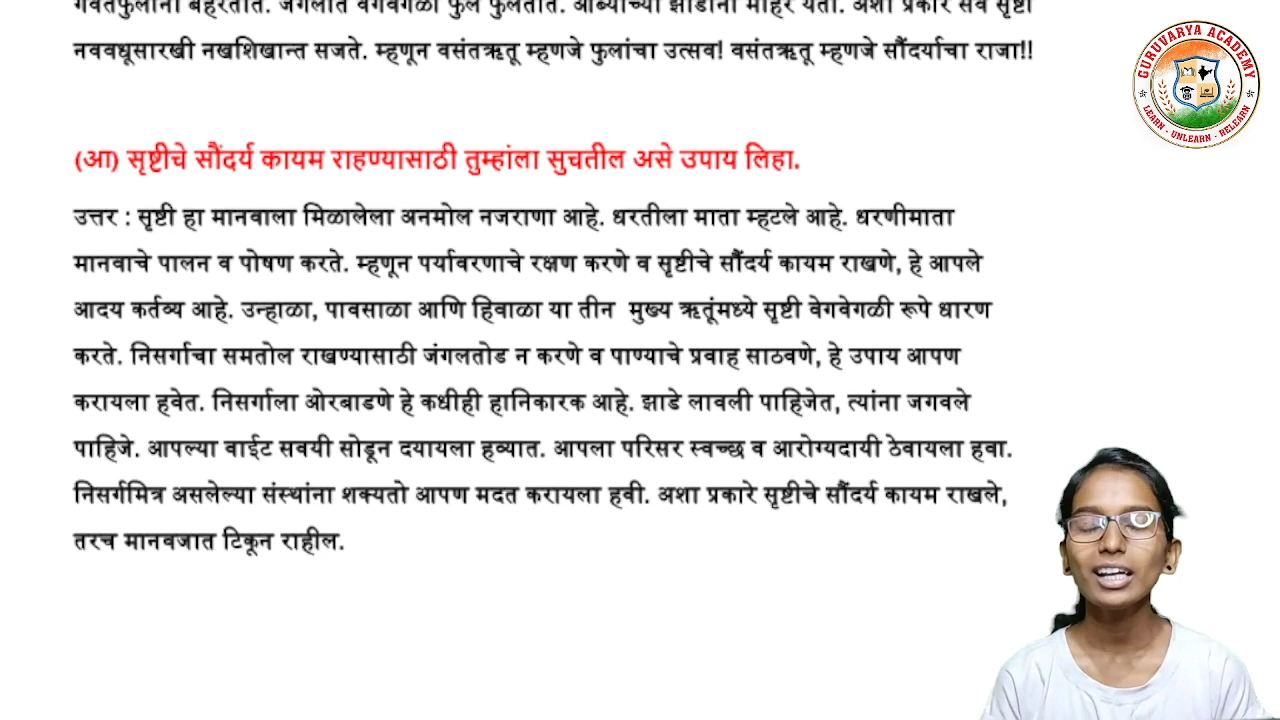 गवतफुलांना बहरतात. जंगलात वेगवेगळी फुले फुलतात. आंब्याच्या झाडांना मोहर येतो. अशा प्रकारे सर्व सृष्टी
नववधूसारखी नखशिखान्त सजते. म्हणून वसंतऋतू म्हणजे फुलांचा उत्सव! वसंतऋतू म्हणजे सौंदर्याचा राजा!!
GURUVARYA ACADEMY
LEARN - UNLEARN - RELEARN
(आ) सृष्टीचे सौंदर्य कायम राहण्यासाठी तुम्हांला सुचतील असे उपाय लिहा.
उत्तर : सृष्टी हा मानवाला मिळालेला अनमोल नजराणा आहे. धरतीला माता म्हटले आहे. धरणीमाता
मानवाचे पालन व पोषण करते. म्हणून पर्यावरणाचे रक्षण करणे व सृष्टीचे सौंदर्य कायम राखणे, हे आपले
आदय कर्तव्य आहे. उन्हाळा, पावसाळा आणि हिवाळा या तीन मुख्य ऋतूंमध्ये सृष्टी वेगवेगळी रूपे धारण
करते. निसर्गाचा समतोल राखण्यासाठी जंगलतोड न करणे व पाण्याचे प्रवाह साठवणे, हे उपाय आपण
करायला हवेत. निसर्गाला ओरबाडणे हे कधीही हानिकारक आहे. झाडे लावली पाहिजेत, त्यांना जगवले
पाहिजे. आपल्या वाईट सवयी सोडून दयायला हव्यात. आपला परिसर स्वच्छ व आरोग्यदायी ठेवायला हवा.
निसर्गमित्र असलेल्या संस्थांना शक्यतो आपण मदत करायला हवी. अशा प्रकारे सृष्टीचे सौंदर्य कायम राखले,
तरच मानवजात टिकून राहील.